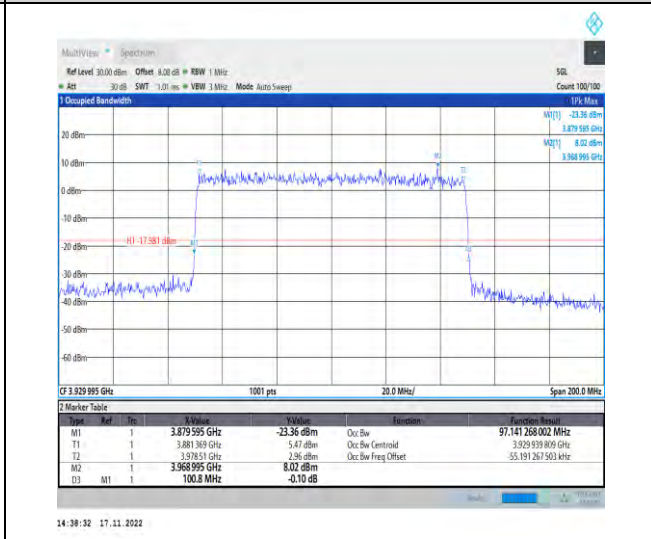 MultiView Spectrum
Ref Level 30.00 dBm Offset 8.00 dB RBW 1 MHz SGL
Att 30 dB SWT 1.01 ms VBW 3 MHz Mode Auto Sweep Count 100/100
1 Occupied Bandwidth 1Pk Max
M1[1] -23.36 dBm
3.879 595 GHz
M2[1] 8.02 dBm
3.968 995 GHz
20 dBm
M2
T1 T2
10 dBm
0 dBm
-10 dBm
H1 -17.981 dBm M1
-20 dBm
-30 dBm
-40 dBm
-50 dBm
-60 dBm
CF 3.929 995 GHz 1001 pts 20.0 MHz/ Span 200.0 MHz
2 Marker Table
Type Ref Trc X-Value Y-Value Function Function Result
M1 1 3.879 595 GHz -23.36 dBm Occ Bw 97.141 268 002 MHz
T1 1 3.881 369 GHz 5.47 dBm Occ Bw Centroid 3.929 939 809 GHz
T2 1 3.978 51 GHz 2.96 dBm Occ Bw Freq Offset -55.191 267 503 kHz
M2 1 3.968 995 GHz 8.02 dBm
D3 M1 1 100.8 MHz -0.10 dB
14:38:32 17.11.2022